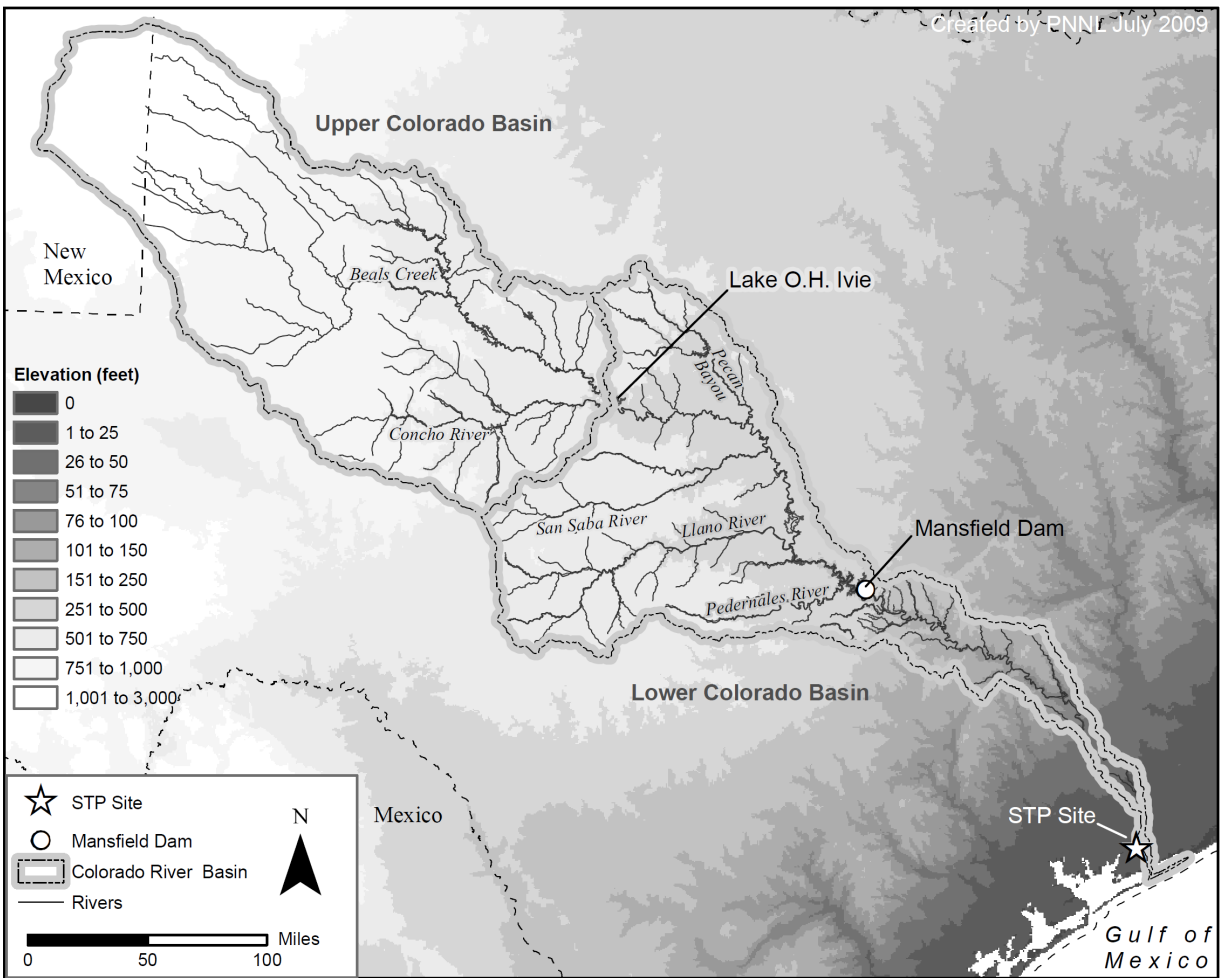 Created by PNNL July 2009
Upper Colorado Basin
New
Mexico
Beals Creek
Lake O.H. Ivie
Pecan
Bayou
Elevation (feet)
0
1 to 25
26 to 50
51 to 75
76 to 100
101 to 150
151 to 250
251 to 500
501 to 750
751 to 1,000
1,001 to 3,000
Concho River
San Saba River
Llano River
Mansfield Dam
Pedernales River
Lower Colorado Basin
STP Site
Mansfield Dam
Colorado River Basin
Rivers
N
Miles
0 50 100
Mexico
STP Site
Gulf of
Mexico